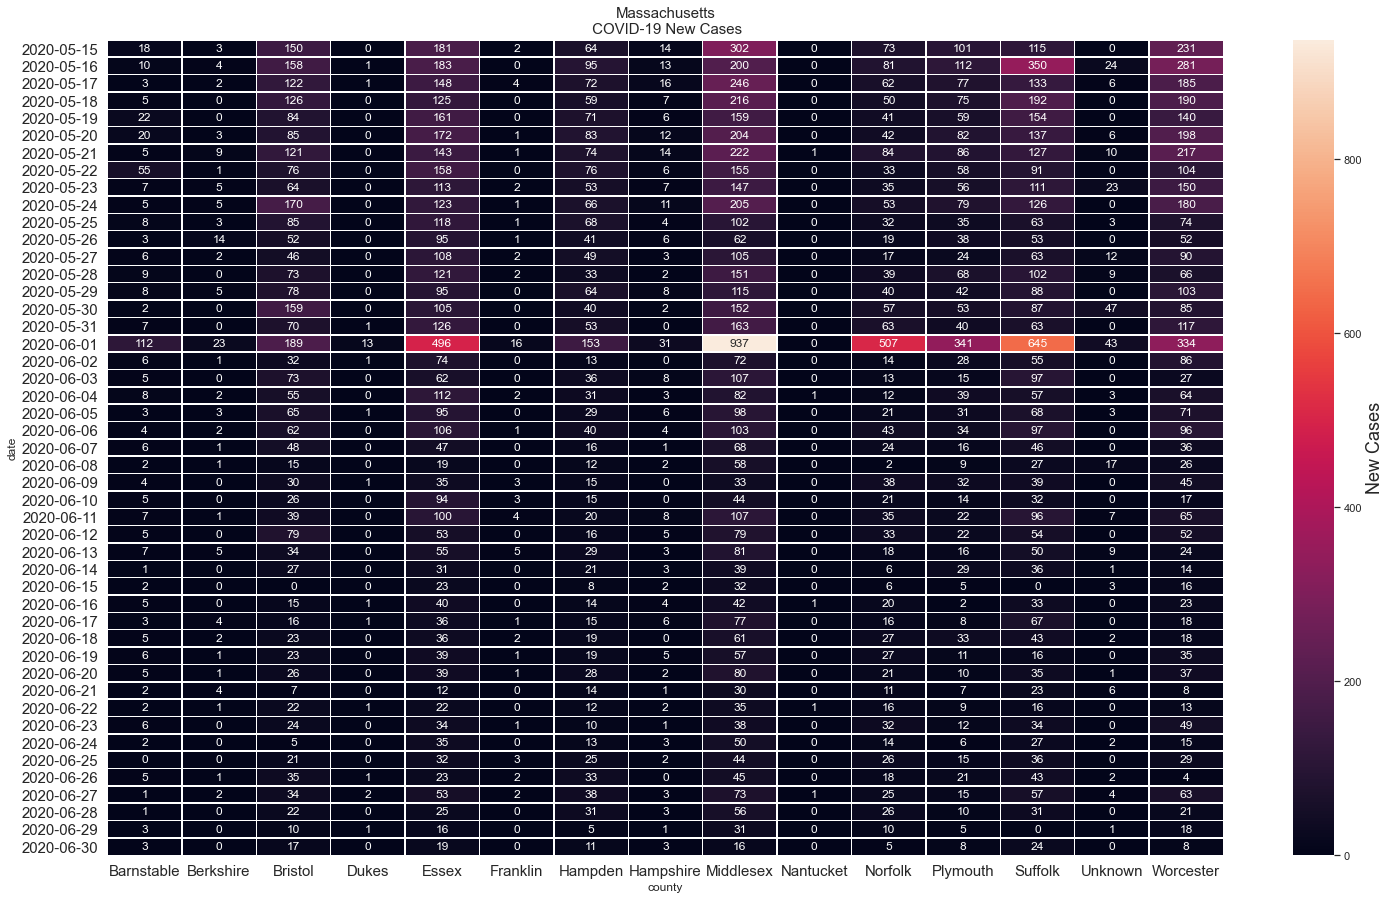 Massachusetts
COVID-19 New Cases
2020-05-15 18 3 150 0 181 2 64 14 302 0 73 101 115 0 231
2020-05-16 10 4 158 1 183 0 95 13 200 0 81 112 350 24 281
2020-05-17 3 2 122 1 148 4 72 16 246 0 62 77 133 6 185
2020-05-18 5 0 126 0 125 0 59 7 216 0 50 75 192 0 190
2020-05-19 22 0 84 0 161 0 71 6 159 0 41 59 154 0 140
2020-05-20 20 3 85 0 172 1 83 12 204 0 42 82 137 6 198
2020-05-21 5 9 121 0 143 1 74 14 222 1 84 86 127 10 217
2020-05-22 55 1 76 0 158 0 76 6 155 0 33 58 91 0 104
2020-05-23 7 5 64 0 113 2 53 7 147 0 35 56 111 23 150
2020-05-24 5 5 170 0 123 1 66 11 205 0 53 79 126 0 180
2020-05-25 8 3 85 0 118 1 68 4 102 0 32 35 63 3 74
2020-05-26 3 14 52 0 95 1 41 6 62 0 19 38 53 0 52
2020-05-27 6 2 46 0 108 2 49 3 105 0 17 24 63 12 90
2020-05-28 9 0 73 0 121 2 33 2 151 0 39 68 102 9 66
2020-05-29 8 5 78 0 95 0 64 8 115 0 40 42 88 0 103
2020-05-30 2 0 159 0 105 0 40 2 152 0 57 53 87 47 85
2020-05-31 7 0 70 1 126 0 53 0 163 0 63 40 63 0 117
2020-06-01 112 23 189 13 496 16 153 31 937 0 507 341 645 43 334
2020-06-02 6 1 32 1 74 0 13 0 72 0 14 28 55 0 86
2020-06-03 5 0 73 0 62 0 36 8 107 0 13 15 97 0 27
2020-06-04 8 2 55 0 112 2 31 3 82 1 12 39 57 3 64
2020-06-05 3 3 65 1 95 0 29 6 98 0 21 31 68 3 71
2020-06-06 4 2 62 0 106 1 40 4 103 0 43 34 97 0 96
2020-06-07 6 1 48 0 47 0 16 1 68 0 24 16 46 0 36
2020-06-08 2 1 15 0 19 0 12 2 58 0 2 9 27 17 26
2020-06-09 4 0 30 1 35 3 15 0 33 0 38 32 39 0 45
2020-06-10 5 0 26 0 94 3 15 0 44 0 21 14 32 0 17
2020-06-11 7 1 39 0 100 4 20 8 107 0 35 22 96 7 65
2020-06-12 5 0 79 0 53 0 16 5 79 0 33 22 54 0 52
2020-06-13 7 5 34 0 55 5 29 3 81 0 18 16 50 9 24
2020-06-14 1 0 27 0 31 0 21 3 39 0 6 29 36 1 14
2020-06-15 2 0 0 0 23 0 8 2 32 0 6 5 0 3 16
2020-06-16 5 0 15 1 40 0 14 4 42 1 20 2 33 0 23
2020-06-17 3 4 16 1 36 1 15 6 77 0 16 8 67 0 18
2020-06-18 5 2 23 0 36 2 19 0 61 0 27 33 43 2 18
2020-06-19 6 1 23 0 39 1 19 5 57 0 27 11 16 0 35
2020-06-20 5 1 26 0 39 1 28 2 80 0 21 10 35 1 37
2020-06-21 2 4 7 0 12 0 14 1 30 0 11 7 23 6 8
2020-06-22 2 1 22 1 22 0 12 2 35 1 16 9 16 0 13
2020-06-23 6 0 24 0 34 1 10 1 38 0 32 12 34 0 49
2020-06-24 2 0 5 0 35 0 13 3 50 0 14 6 27 2 15
2020-06-25 0 0 21 0 32 3 25 2 44 0 26 15 36 0 29
2020-06-26 5 1 35 1 23 2 33 0 45 0 18 21 43 2 4
2020-06-27 1 2 34 2 53 2 38 3 73 1 25 15 57 4 63
2020-06-28 1 0 22 0 25 0 31 3 56 0 26 10 31 0 21
2020-06-29 3 0 10 1 16 0 5 1 31 0 10 5 0 1 18
2020-06-30 3 0 17 0 19 0 11 3 16 0 5 8 24 0 8
Barnstable Berkshire Bristol Dukes Essex Franklin Hampden Hampshire Middlesex Nantucket Norfolk Plymouth Suffolk Unknown Worcester
county
date
800
600
400
200
0
New Cases